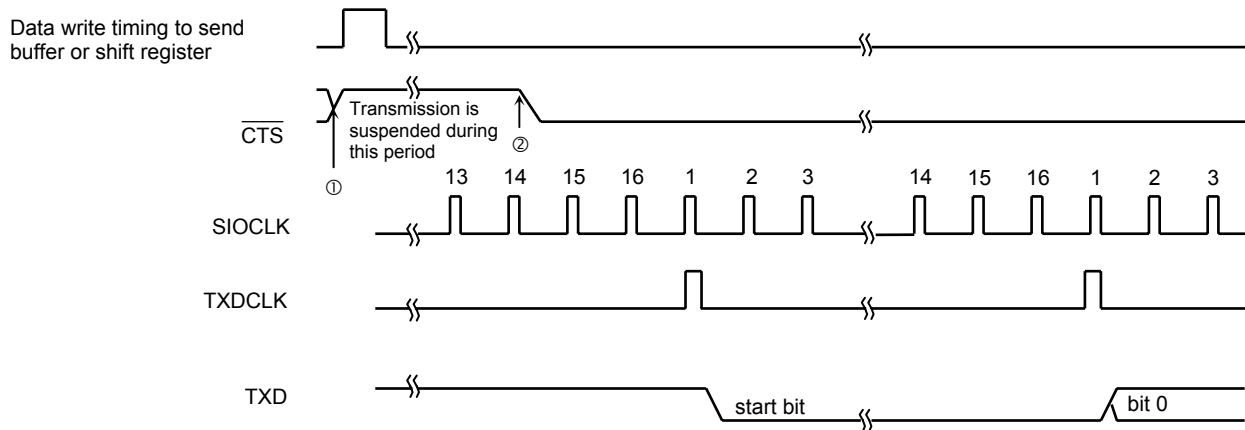 Data write timing to send
buffer or shift register
CTS
Transmission is
suspended during
this period
①
②
13 14 15 16 1 2 3 14 15 16 1 2 3
SIOCLK
TXDCLK
TXD
start bit
bit 0